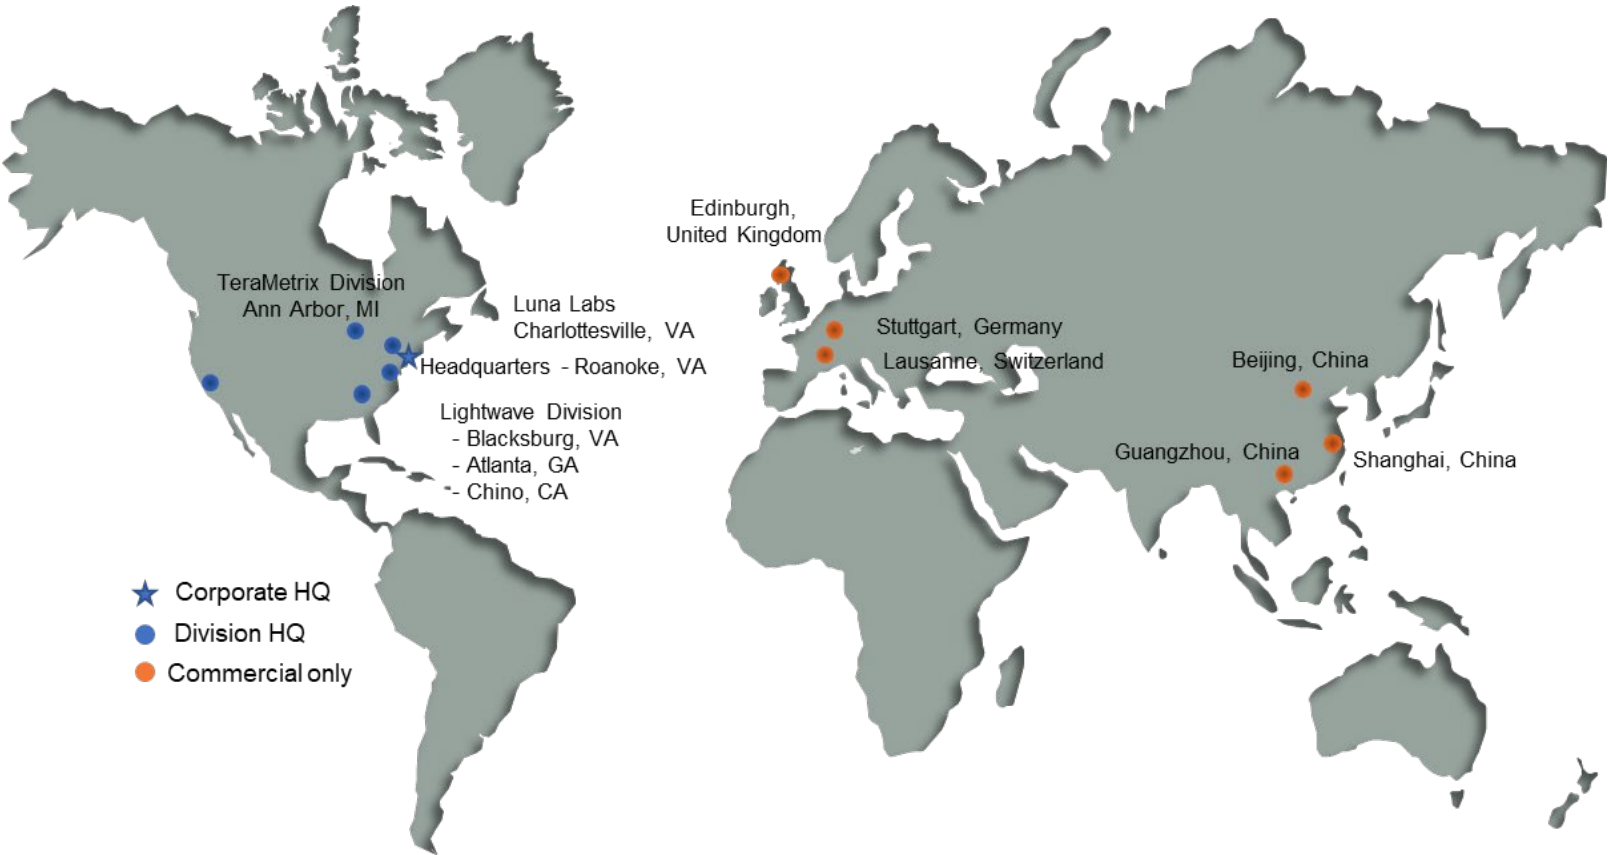 Edinburgh,
United Kingdom
TeraMetrix Division
Ann Arbor, MI
Luna Labs
Charlottesville, VA
Headquarters - Roanoke, VA
Lightwave Division
- Blacksburg, VA
- Atlanta, GA
- Chino, CA
Stuttgart, Germany
Lausanne, Switzerland
Beijing, China
Guangzhou, China
Shanghai, China
Corporate HQ
Division HQ
Commercial only